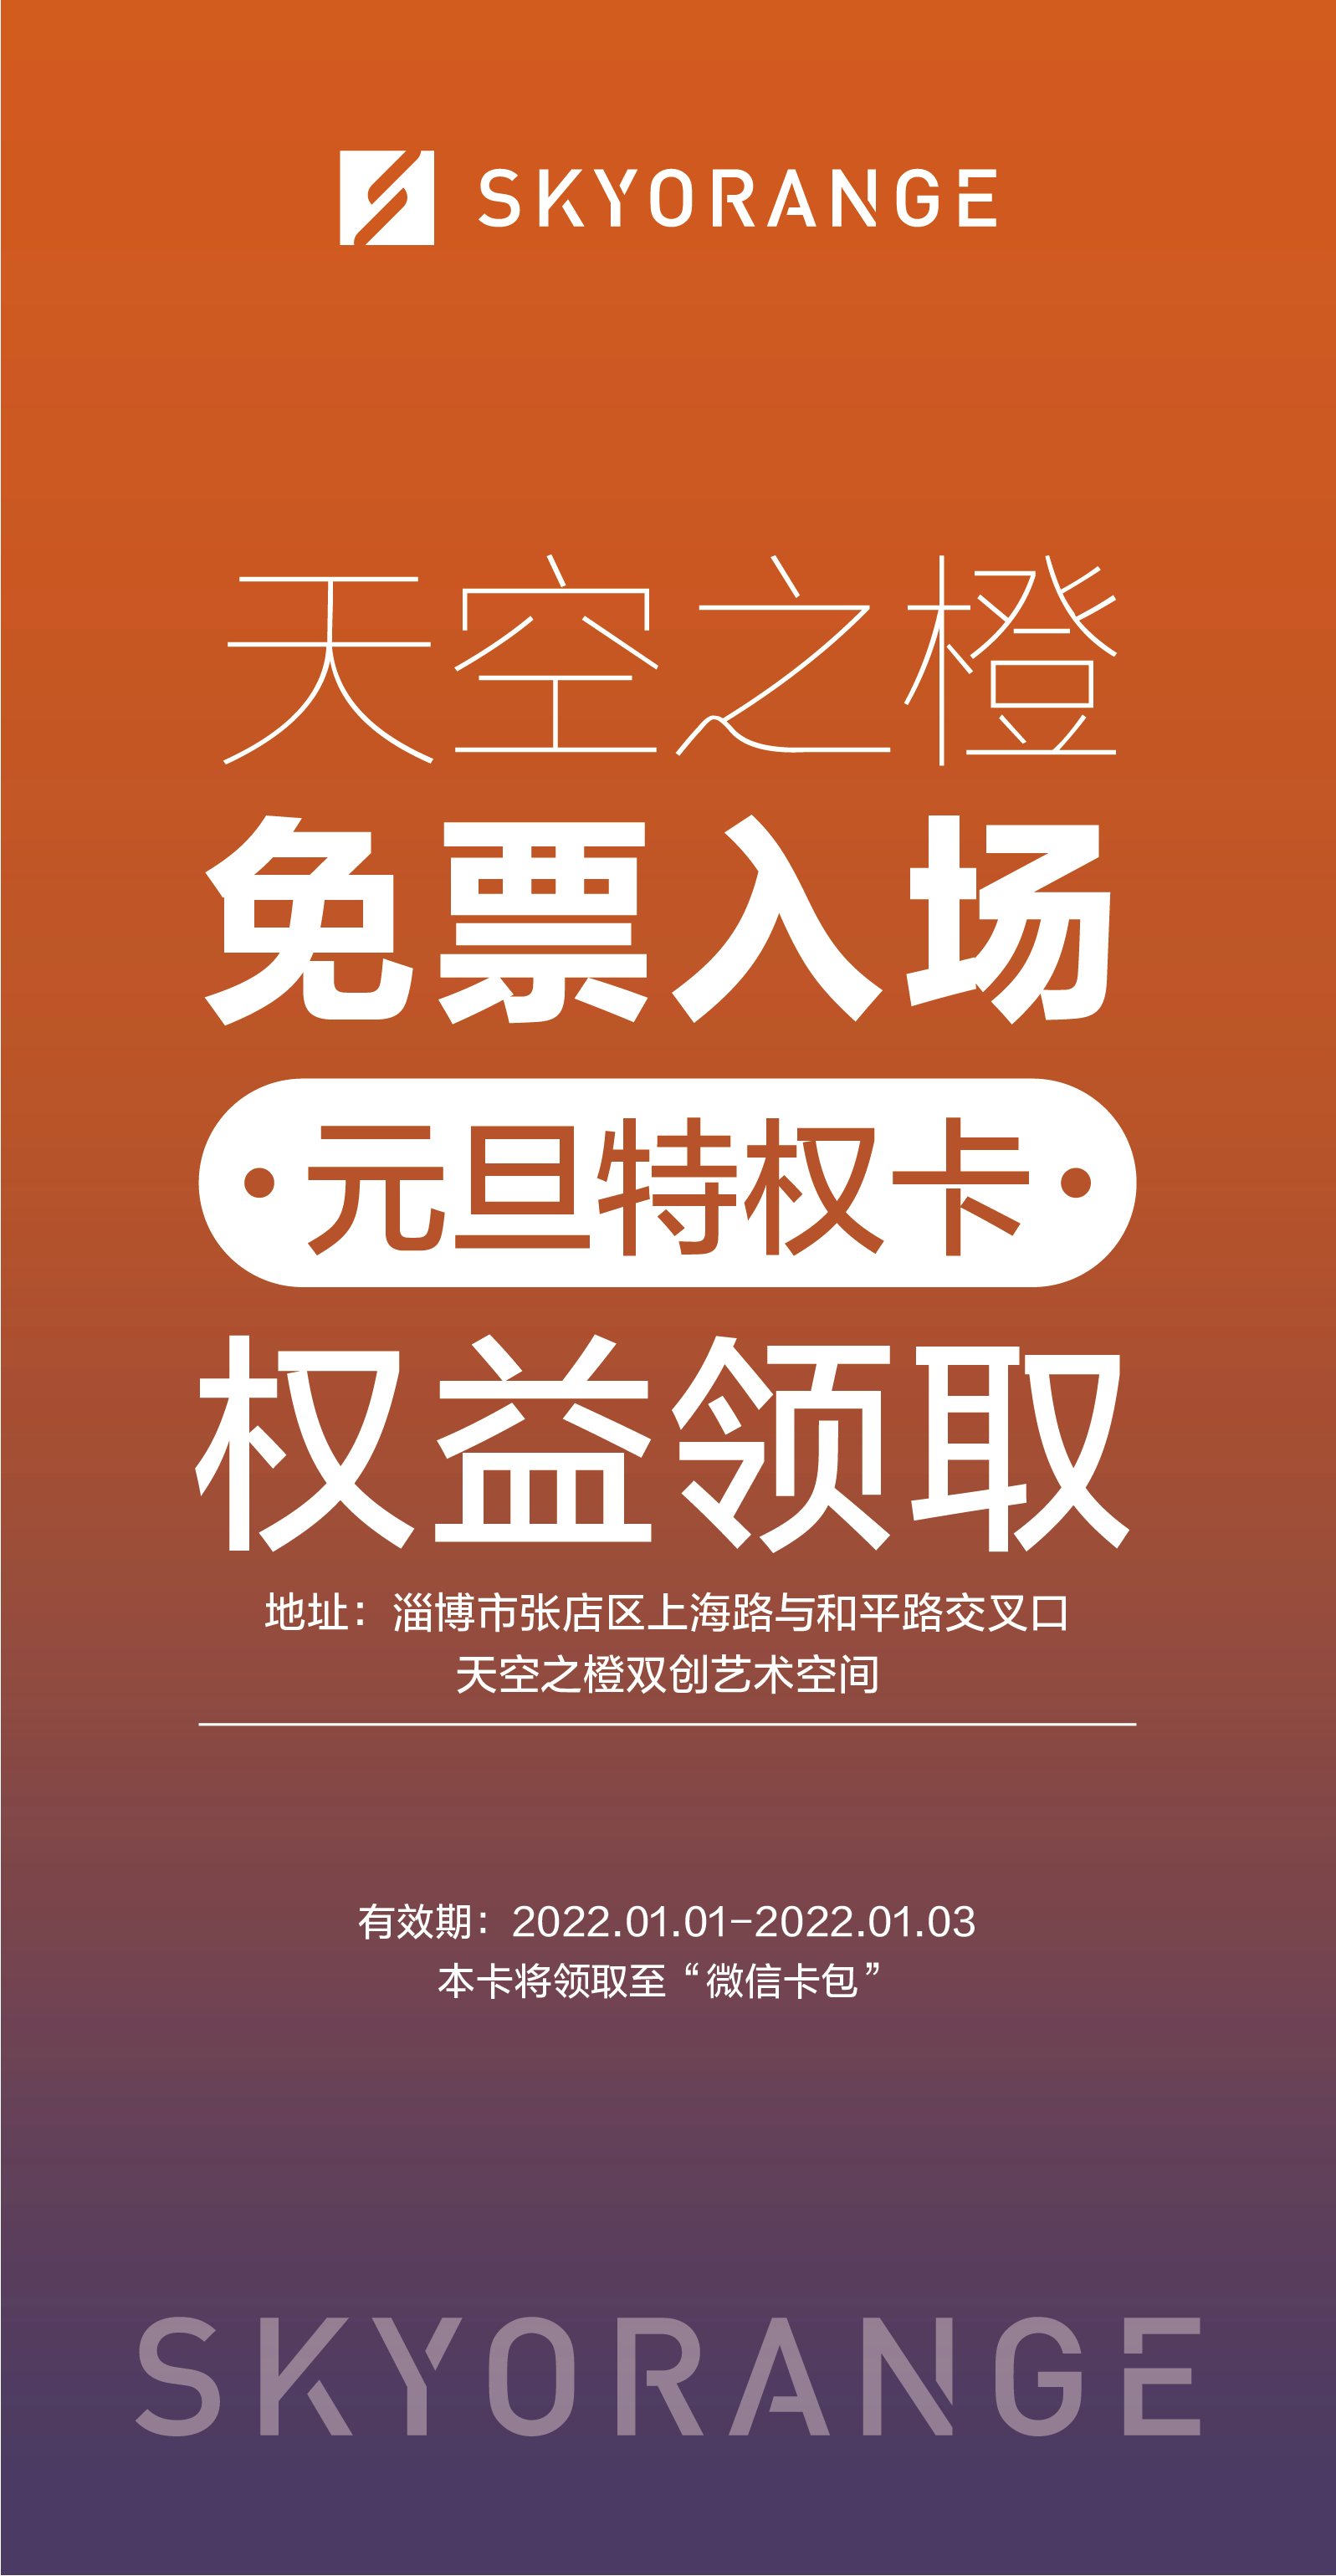 SKYORANGE
天空之橙
免票入场
·元旦特权卡·
权益领取
地址：淄博市张店区上海路与和平路交叉口
天空之橙双创艺术空间
有效期：2022.01.01-2022.01.03
本卡将领取至“微信卡包”
SKYORANGE